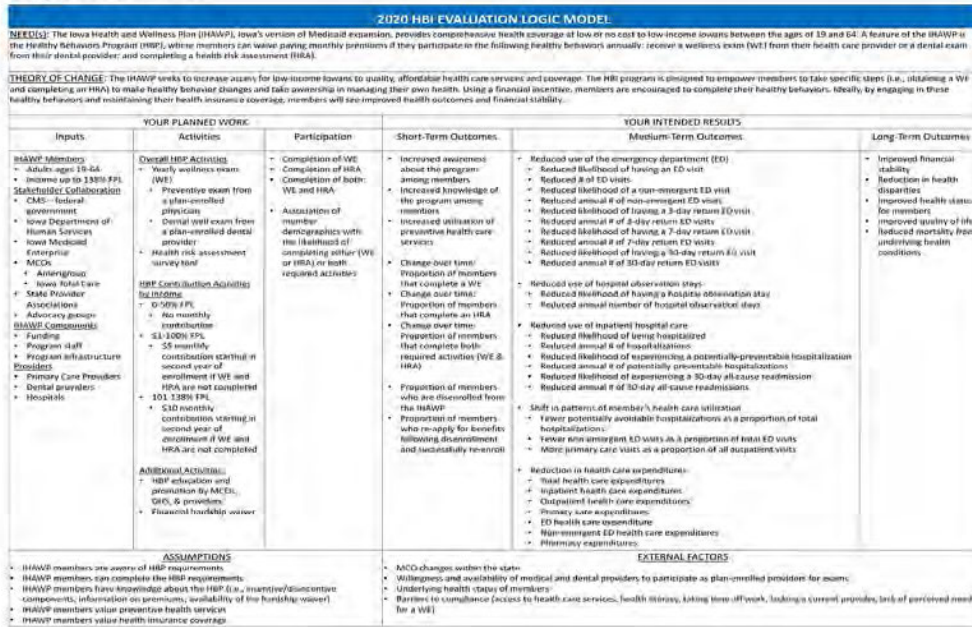 2020 HBI EVALUATION LOGIC MODEL
NEED(s): The Iowa Health and Wellness Plan (IHAWP), Iowa's version of Medicaid expansion, provides comprehensive health coverage at low or no cost to low-income Iowans between the ages of 19 and 64. A feature of the IHAWP is
the Healthy Behaviors Program (HBP), where members can waive paying monthly premiums if they participate in the following healthy behaviors annually: receive a wellness exam (WE) from their health care provider or a dental exam
from their dental provider; and completing a health risk assessment (HRA).
THEORY OF CHANGE: The IHAWP seeks to increase access for low-income Iowans to quality, affordable health care services and coverage. The HBI program is designed to empower members to take specific steps (i.e., obtaining a WE
and completing an HRA) to make healthy behavior changes and take ownership in managing their own health. Using a financial incentive, members are encouraged to complete their healthy behaviors. Ideally, by engaging in these
healthy behaviors and maintaining their health insurance coverage, members will see improved health outcomes and financial stability.
YOUR PLANNED WORK
Inputs
IHAWP Members
• Adults ages 19-64
• Income up to 138% FPL
Stakeholder Collaboration
• CMS—federal
government
• Iowa Department of
Human Services
• Iowa Medicaid
Enterprise
• MCOs
• Amerigroup
• Iowa Total Care
• State Provider
Associations
• Advocacy groups
IHAWP Components
• Funding
• Program staff
• Program infrastructure
Providers
• Primary Care Providers
• Dental providers
• Hospitals
Activities
Overall HBP Activities
• Yearly wellness exam
(WE)
• Preventive exam from
a plan-enrolled
physician
• Dental well exam from
a plan-enrolled dental
provider
• Health risk assessment
survey tool
HBP Contribution Activities
by Income
• 0-50% FPL
• No monthly
contribution
• 51-100% FPL
• $5 monthly
contribution starting in
second year of
enrollment if WE and
HRA are not completed
• 101-138% FPL
• $10 monthly
contribution starting in
second year of
enrollment if WE and
HRA are not completed
Additional Activities
• HBP education and
promotion by MCOs,
& providers
• Financial hardship waiver
Participation
• Completion of WE
• Completion of HRA
• Completion of both:
WE and HRA
• Association of
member
demographics with
the likelihood of
completing either (WE
or HRA) or both
required activities
YOUR INTENDED RESULTS
Short-Term Outcomes
• Increased awareness
about the program
among members
• Increased knowledge of
the program among
members
• Increased utilization of
preventive health care
services
• Change over time:
Proportion of members
that complete a WE
• Change over time:
Proportion of members
that complete an HRA
• Change over time:
Proportion of members
that complete both
required activities (WE &
HRA)
• Proportion of members
who are disenrolled from
the IHAWP
• Proportion of members
who re-apply for benefits
following disenrollment
and successfully re-enroll
Medium-Term Outcomes
• Reduced use of the emergency department (ED)
• Reduced likelihood of having an ED visit
• Reduced # of ED visits
• Reduced likelihood of a non-emergent ED visit
• Reduced annual # of non-emergent ED visits
• Reduced likelihood of having a 3-day return ED visit
• Reduced annual # of 3-day return ED visits
• Reduced likelihood of having a 7-day return ED visit
• Reduced annual # of 7-day return ED visits
• Reduced likelihood of having a 30-day return ED visit
• Reduced annual # of 30-day return ED visits
• Reduced use of hospital observation stays
• Reduced likelihood of having a hospital observation stay
• Reduced annual number of hospital observation days
• Reduced use of inpatient hospital care
• Reduced likelihood of being hospitalized
• Reduced annual # of hospitalizations
• Reduced likelihood of experiencing a potentially-preventable hospitalization
• Reduced annual # of potentially preventable hospitalizations
• Reduced likelihood of experiencing a 30-day all-cause readmission
• Reduced annual # of 30-day all-cause readmissions
• Shift in patterns of member's health care utilization
• Fewer potentially avoidable hospitalizations as a proportion of total
hospitalizations
• Fewer non emergent ED visits as a proportion of total ED visits
• More primary care visits as a proportion of all outpatient visits
• Reduction in health care expenditures
• Total health care expenditures
• Inpatient health care expenditures
• Outpatient health care expenditures
• Primary care expenditures
• ED health care expenditure
• Non-emergent ED health care expenditures
• Pharmacy expenditures
Long-Term Outcomes
• Improved financial
stability
• Reduction in health
disparities
• Improved health status
for members
• Improved quality of life
• Reduced mortality from
underlying health
conditions
ASSUMPTIONS
• IHAWP members are aware of HBP requirements
• IHAWP members can complete the HBP requirements
• IHAWP members have knowledge about the HBP (i.e., incentive/disincentive
components, information on premiums, availability of the hardship waiver)
• IHAWP members value preventive health services
• IHAWP members value health insurance coverage
EXTERNAL FACTORS
• MCO changes within the state
• Willingness and availability of medical and dental providers to participate as plan-enrolled providers for exams
• Underlying health status of members
• Barriers to compliance (access to health care services, health literacy, taking time off work, lacking a current provider, lack of perceived need
for a WE)